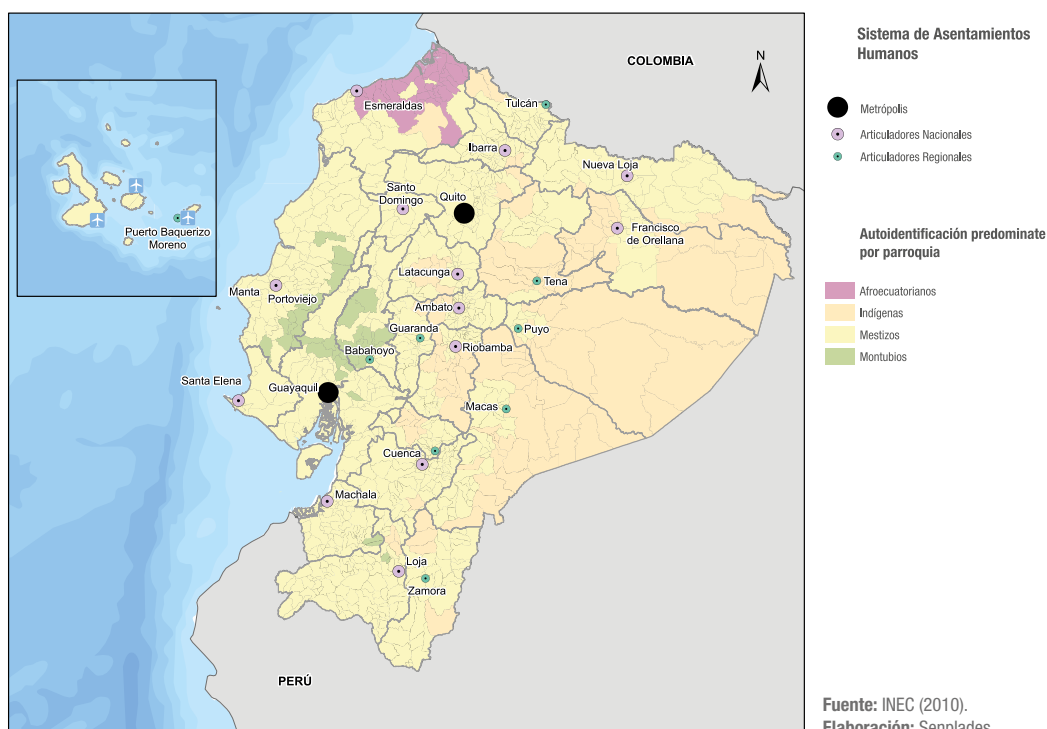 COLOMBIA
N
Esmeraldas
Tulcán
Ibarra
Nueva Loja
Santo
Domingo
Quito
Francisco
de Orellana
Puerto Baquerizo
Moreno
Latacunga
Tena
Manta
Portoviejo
Ambato
Guaranda
Puyo
Babahoyo
Riobamba
Santa Elena
Guayaquil
Macas
Cuenca
Machala
Loja
Zamora
PERÚ
Sistema de Asentamientos
Humanos
Metrópolis
Articuladores Nacionales
Articuladores Regionales
Autoidentificación predominate
por parroquia
Afroecuatorianos
Indígenas
Mestizos
Montubios
Fuente: INEC (2010).
Elaboración: Senplades